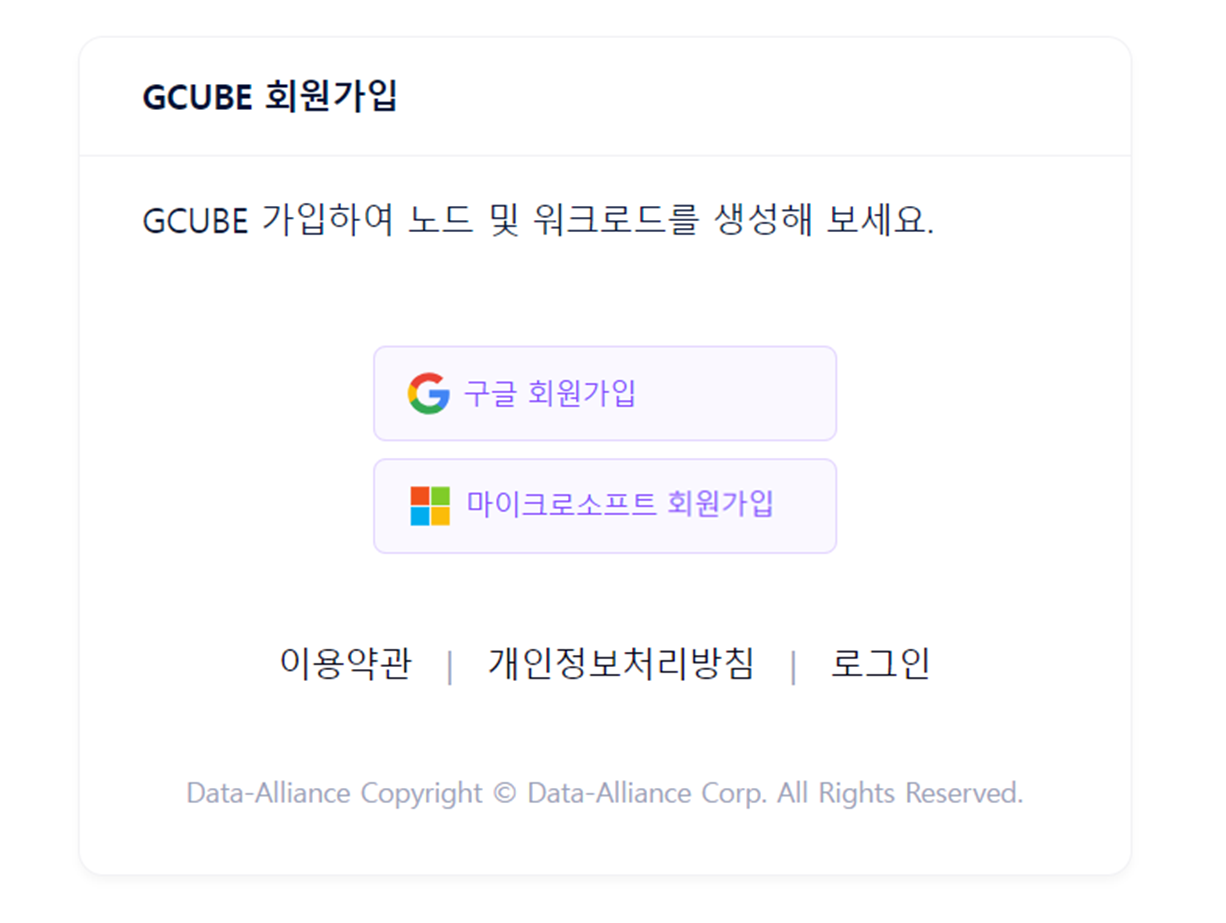 GCUBE 회원가입
GCUBE 가입하여 노드 및 워크로드를 생성해 보세요.
구글 회원가입
마이크로소프트 회원가입
이용약관 | 개인정보처리방침 | 로그인
Data-Alliance Copyright © Data-Alliance Corp. All Rights Reserved.